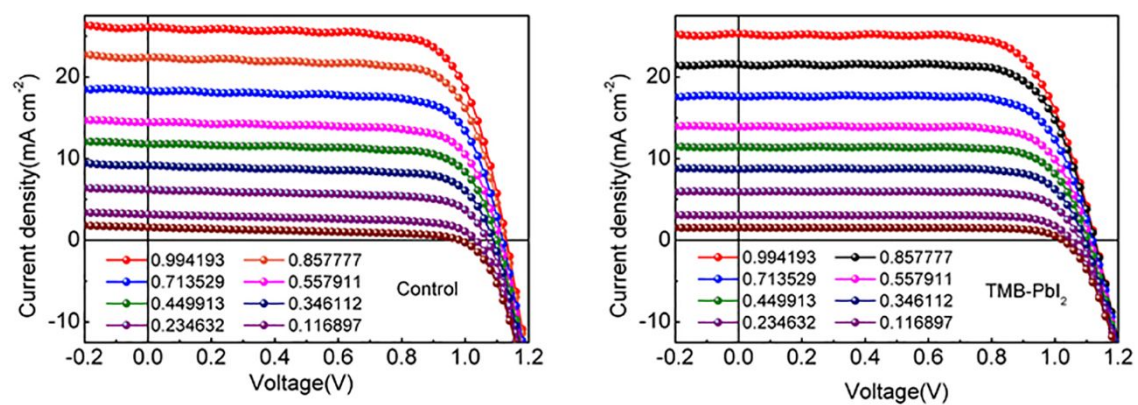 Current density(mA cm⁻²)
20
10
0
-10
0.994193 0.857777
0.713529 0.557911
0.449913 0.346112
0.234632 0.116897
Control
-0.2 0.0 0.2 0.4 0.6 0.8 1.0 1.2
Voltage(V)
Current density(mA cm⁻²)
20
10
0
-10
0.994193 0.857777
0.713529 0.557911
0.449913 0.346112
0.234632 0.116897
TMB-PbI₂
-0.2 0.0 0.2 0.4 0.6 0.8 1.0 1.2
Voltage(V)